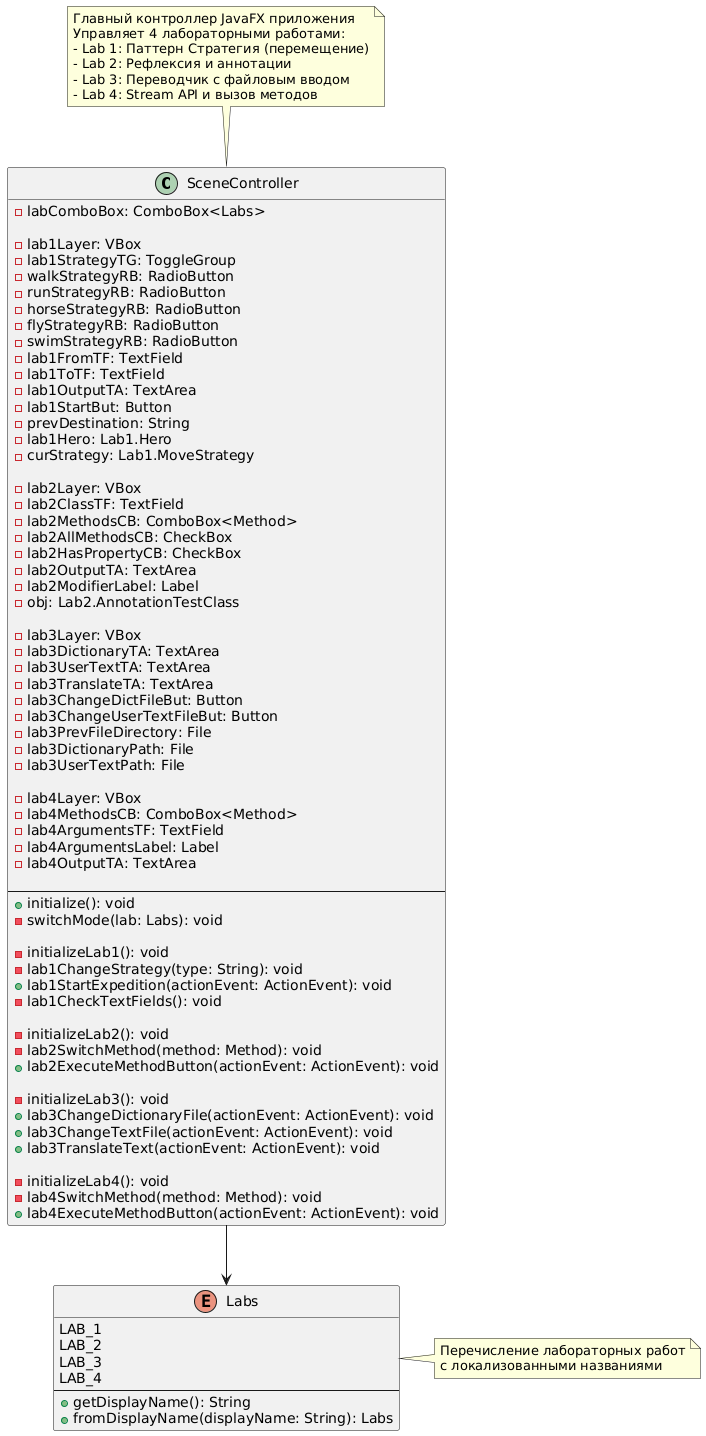 Главный контроллер JavaFX приложения
Управляет 4 лабораторными работами:
- Lab 1: Паттерн Стратегия (перемещение)
- Lab 2: Рефлексия и аннотации
- Lab 3: Переводчик с файловым вводом
- Lab 4: Stream API и вызов методов
C SceneController
labComboBox: ComboBox<Labs>
lab1Layer: VBox
lab1StrategyTG: ToggleGroup
walkStrategyRB: RadioButton
runStrategyRB: RadioButton
horseStrategyRB: RadioButton
flyStrategyRB: RadioButton
swimStrategyRB: RadioButton
lab1FromTF: TextField
lab1ToTF: TextField
lab1OutputTA: TextArea
lab1StartBut: Button
prevDestination: String
lab1Hero: Lab1.Hero
curStrategy: Lab1.MoveStrategy
lab2Layer: VBox
lab2ClassTF: TextField
lab2MethodsCB: ComboBox<Method>
lab2AllMethodsCB: CheckBox
lab2HasPropertyCB: CheckBox
lab2OutputTA: TextArea
lab2ModifierLabel: Label
obj: Lab2.AnnotationTestClass
lab3Layer: VBox
lab3DictionaryTA: TextArea
lab3UserTextTA: TextArea
lab3TranslateTA: TextArea
lab3ChangeDictFileBut: Button
lab3ChangeUserTextFileBut: Button
lab3PrevFileDirectory: File
lab3DictionaryPath: File
lab3UserTextPath: File
lab4Layer: VBox
lab4MethodsCB: ComboBox<Method>
lab4ArgumentsTF: TextField
lab4ArgumentsLabel: Label
lab4OutputTA: TextArea
initialize(): void
switchMode(lab: Labs): void
initializeLab1(): void
lab1ChangeStrategy(type: String): void
lab1StartExpedition(actionEvent: ActionEvent): void
lab1CheckTextFields(): void
initializeLab2(): void
lab2SwitchMethod(method: Method): void
lab2ExecuteMethodButton(actionEvent: ActionEvent): void
initializeLab3(): void
lab3ChangeDictionaryFile(actionEvent: ActionEvent): void
lab3ChangeTextFile(actionEvent: ActionEvent): void
lab3TranslateText(actionEvent: ActionEvent): void
initializeLab4(): void
lab4SwitchMethod(method: Method): void
lab4ExecuteMethodButton(actionEvent: ActionEvent): void
E Labs
LAB_1
LAB_2
LAB_3
LAB_4
getDisplayName(): String
fromDisplayName(displayName: String): Labs
Перечисление лабораторных работ
с локализованными названиями